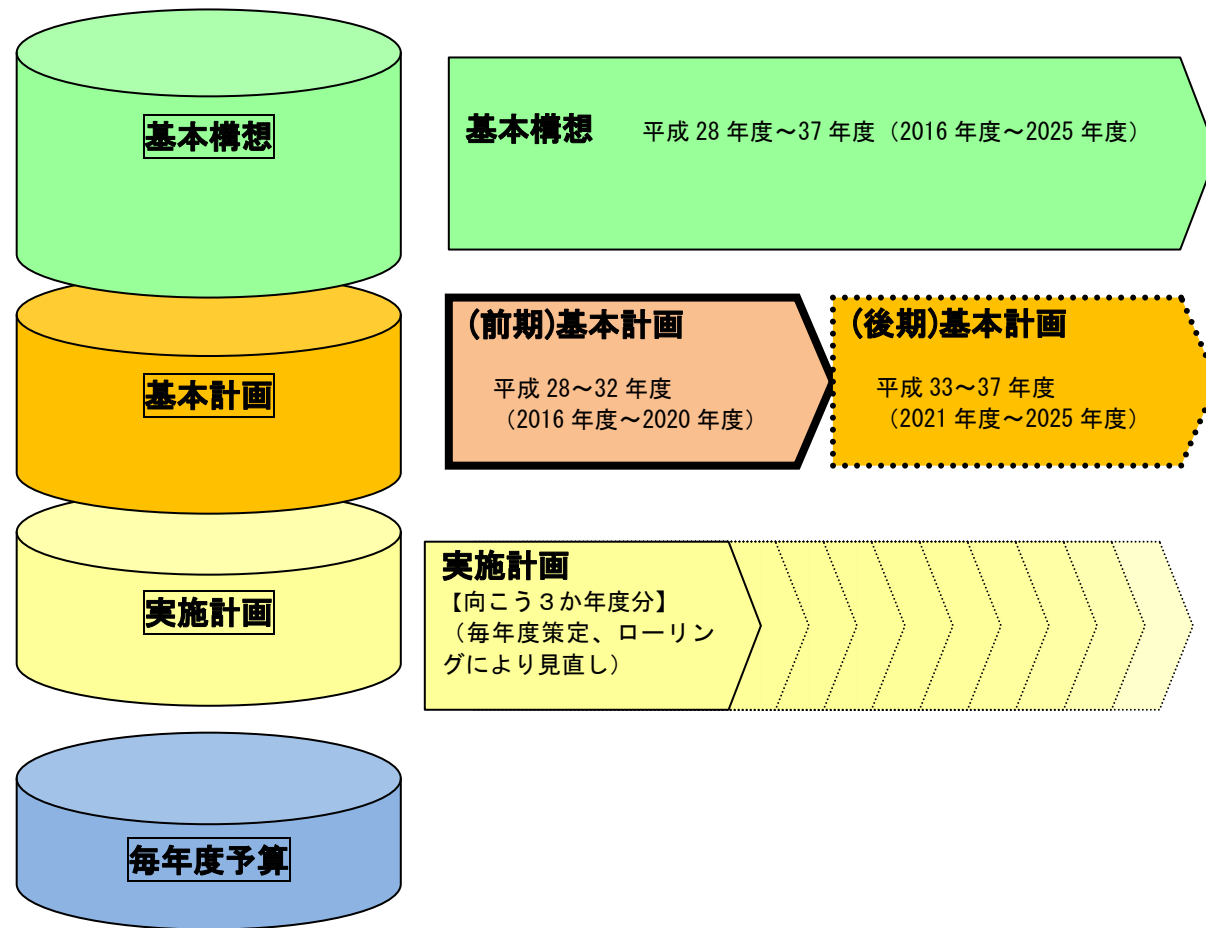 基本構想
基本構想　平成 28 年度～37 年度（2016 年度～2025 年度）
基本計画
(前期)基本計画
平成 28～32 年度
（2016 年度～2020 年度）
(後期)基本計画
平成 33～37 年度
（2021 年度～2025 年度）
実施計画
実施計画
【向こう３か年度分】
（毎年度策定、ローリン
グにより見直し）
毎年度予算